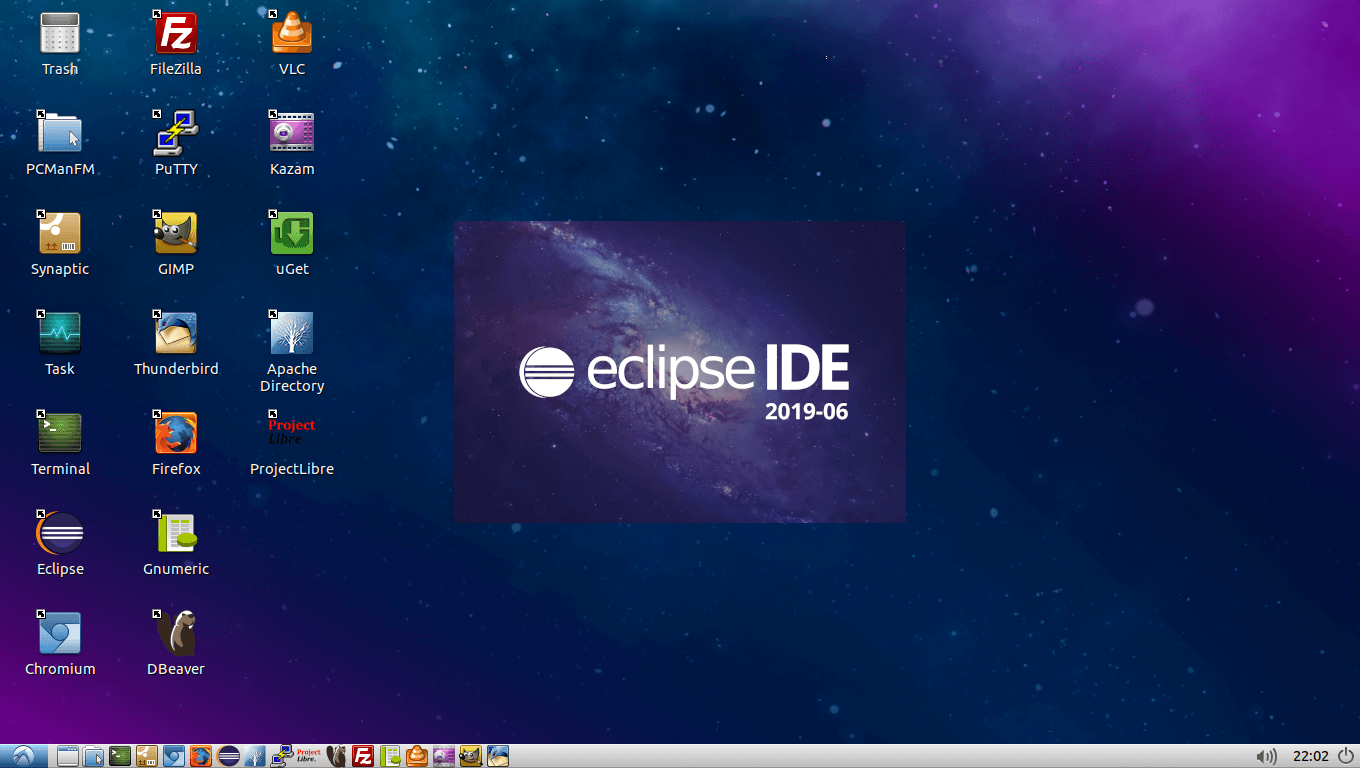 Trash
FileZilla
VLC
PCManFM
PuTTY
Kazam
Synaptic
GIMP
uGet
Task
Thunderbird
Apache
Directory
Terminal
Firefox
Project
Libre
ProjectLibre
Eclipse
Gnumeric
Chromium
DBeaver
eclipse IDE
2019-06
Project
Libre.
22:02